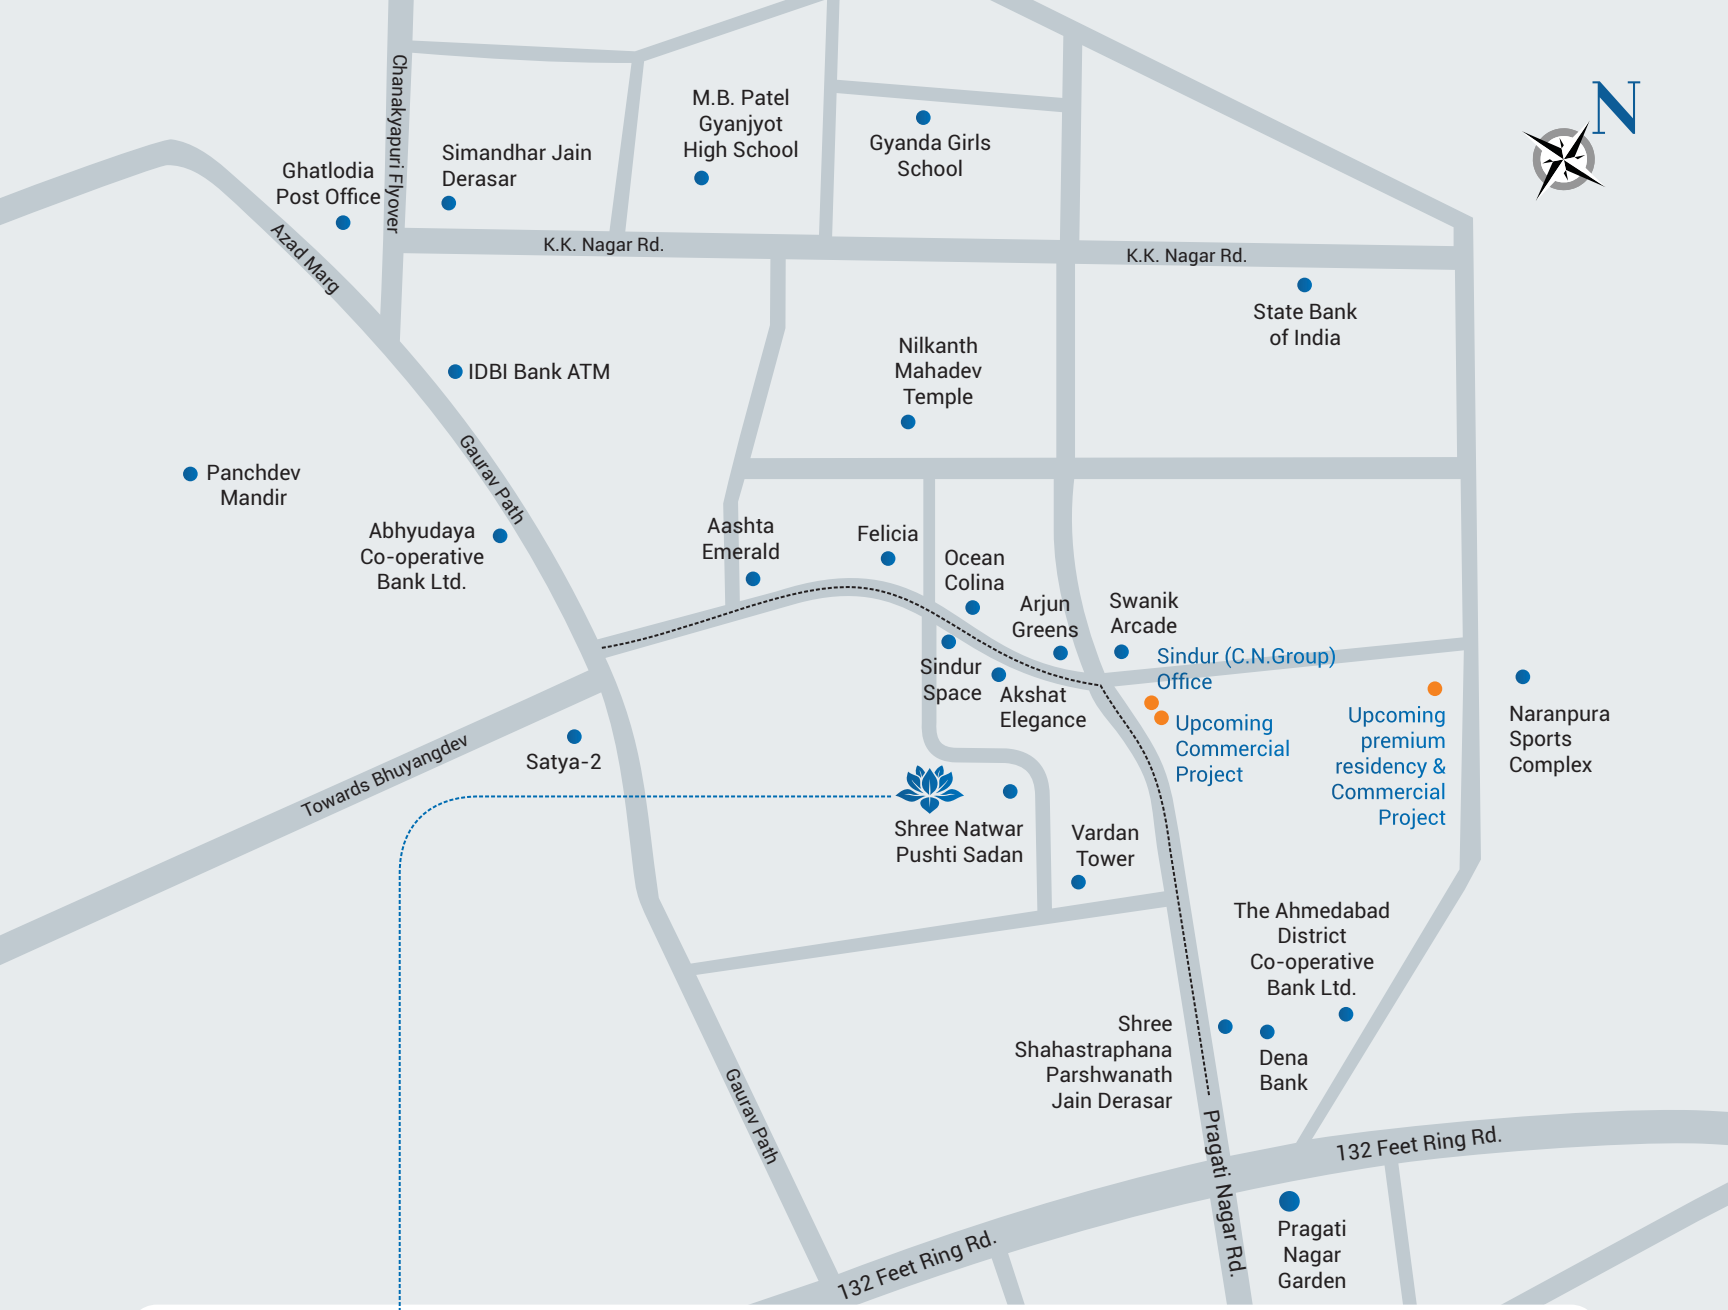 N
Chanakyapuri Flyover
M.B. Patel
Gyanjyot
High School
Gyanda Girls
School
Simandhar Jain
Derasar
Ghatlodia
Post Office
Azad Marg
K.K. Nagar Rd.
K.K. Nagar Rd.
State Bank
of India
Nilkanth
Mahadev
Temple
IDBI Bank ATM
Gaurav Path
Panchdev
Mandir
Abhyudaya
Co-operative
Bank Ltd.
Aashta
Emerald
Felicia
Ocean
Colina
Arjun
Greens
Swanik
Arcade
Sindur (C.N.Group)
Office
Sindur
Space
Akshat
Elegance
Upcoming
Commercial
Project
Upcoming
premium
residency &
Commercial
Project
Naranpura
Sports
Complex
Towards Bhuyangdev
Satya-2
Shree Natwar
Pushti Sadan
Vardan
Tower
The Ahmedabad
District
Co-operative
Bank Ltd.
Shree
Shahastraphana
Parshwanath
Jain Derasar
Dena
Bank
Gaurav Path
Pragati Nagar Rd.
132 Feet Ring Rd.
132 Feet Ring Rd.
Pragati
Nagar
Garden